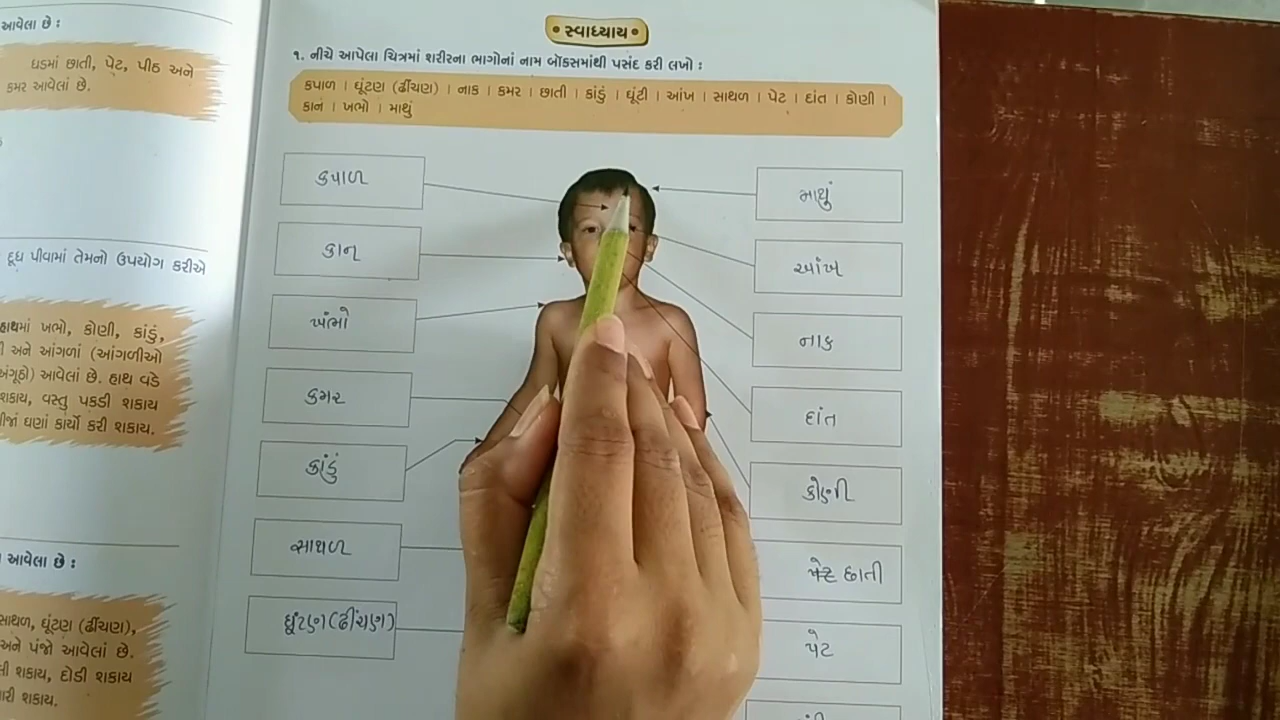 આવેલા છે :
ધડમાં છાતી, પેટ, પીઠ અને
કમર આવેલાં છે.
દૂધ પીવામાં તેમનો ઉપયોગ કરીએ
હાથમાં ખભો, કોણી, કાંડું,
અને આંગળાં (આંગળીઓ
અંગૂઠો) આવેલાં છે. હાથ વડે
શકાય, વસ્તુ પકડી શકાય
બીજાં ઘણાં કાર્યો કરી શકાય.
આવેલા છે :
સાથળ, ઘૂંટણ (ઢીંચણ),
અને પંજો આવેલાં છે.
શકાય, દોડી શકાય
મારી શકાય.
સ્વાધ્યાય
૧. નીચે આપેલા ચિત્રમાં શરીરના ભાગોનાં નામ બૉક્સમાંથી પસંદ કરી લખો :
કપાળ | ઘૂંટણ (ઢીંચણ) | નાક | કમર | છાતી | કાંડું | ઘૂંટી | આંખ | સાથળ | પેટ | દાંત | કોણી |
કાન | ખભો | માથું
કપાળ
કાન
ખંભો
કમર
કાંડું
સાથળ
ઘૂંટણ(ઢીંચણ)
માથું
આંખ
નાક
દાંત
કોણી
પેટ છાતી
પેટ